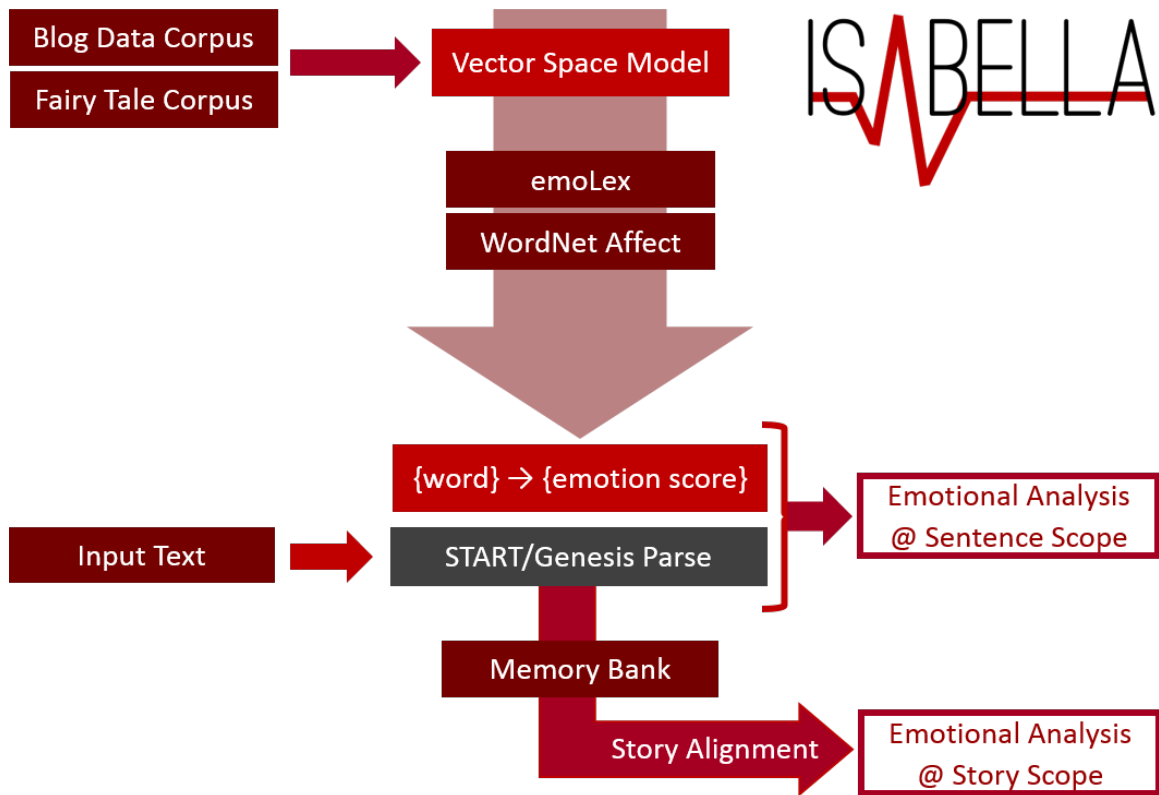 Blog Data Corpus
Fairy Tale Corpus
Vector Space Model
ISABELLA
emoLex
WordNet Affect
{word} → {emotion score}
Input Text
START/Genesis Parse
Emotional Analysis
@ Sentence Scope
Memory Bank
Story Alignment
Emotional Analysis
@ Story Scope